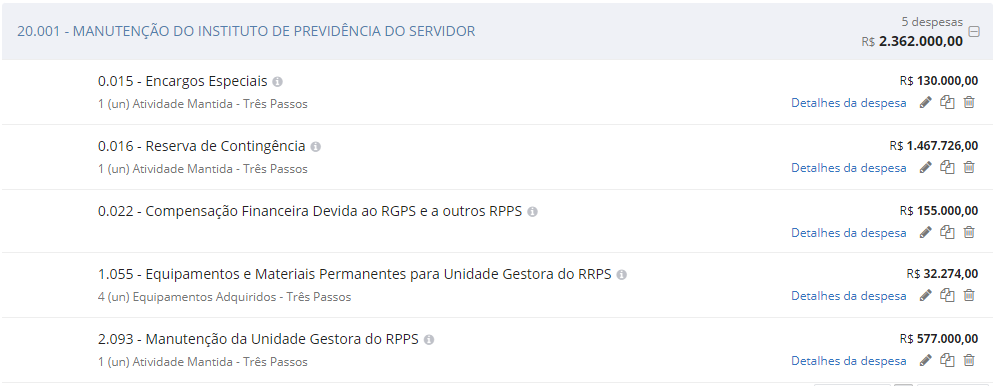 20.001 - MANUTENÇÃO DO INSTITUTO DE PREVIDÊNCIA DO SERVIDOR
5 despesas
R$ 2.362.000,00
0.015 - Encargos Especiais
R$ 130.000,00
1 (un) Atividade Mantida - Três Passos
Detalhes da despesa
0.016 - Reserva de Contingência
R$ 1.467.726,00
1 (un) Atividade Mantida - Três Passos
Detalhes da despesa
0.022 - Compensação Financeira Devida ao RGPS e a outros RPPS
R$ 155.000,00
Detalhes da despesa
1.055 - Equipamentos e Materiais Permanentes para Unidade Gestora do RRPS
R$ 32.274,00
4 (un) Equipamentos Adquiridos - Três Passos
Detalhes da despesa
2.093 - Manutenção da Unidade Gestora do RPPS
R$ 577.000,00
1 (un) Atividade Mantida - Três Passos
Detalhes da despesa